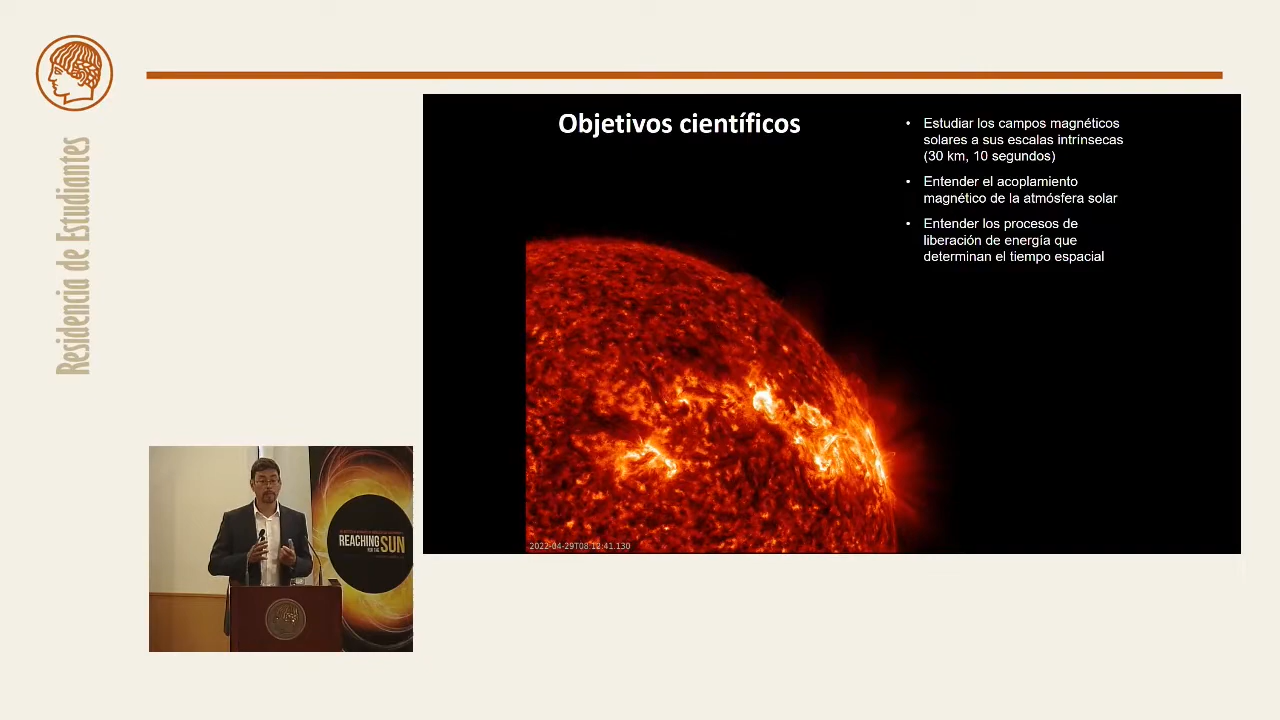 Residencia de Estudiantes
Objetivos científicos
• Estudiar los campos magnéticos
solares a sus escalas intrínsecas
(30 km, 10 segundos)
• Entender el acoplamiento
magnético de la atmósfera solar
• Entender los procesos de
liberación de energía que
determinan el tiempo espacial
2022-04-29T08:12:41.130
REACHING
FOR THE SUN